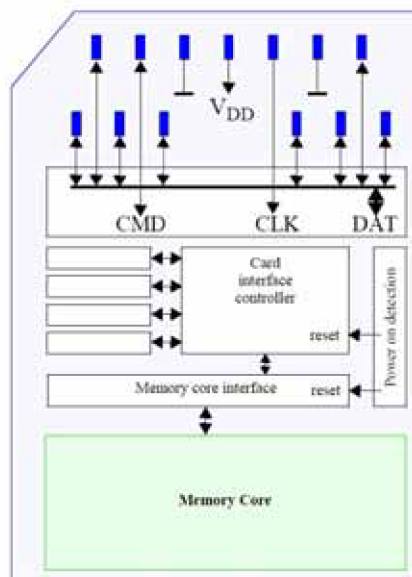 VDD
CMD
CLK
DAT
Card
interface
controller
reset
Power on detection
Memory core interface
reset
Memory Core